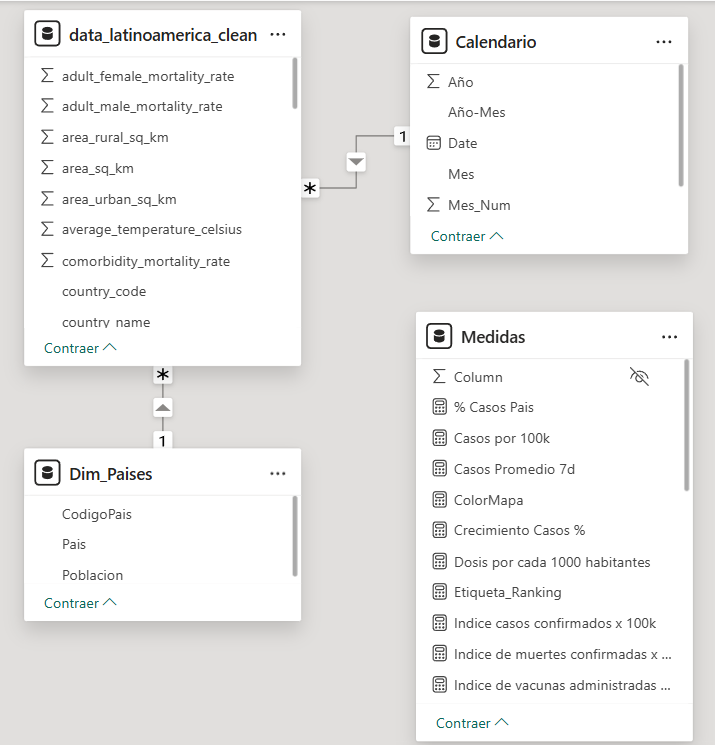 data_latinoamerica_clean ...
adult_female_mortality_rate
adult_male_mortality_rate
area_rural_sq_km
area_sq_km
area_urban_sq_km
average_temperature_celsius
comorbidity_mortality_rate
country_code
country_name
Contraer
Calendario ...
Año
Año-Mes
Date
Mes
Mes_Num
Contraer
1
*
*
1
Dim_Paises ...
CodigoPais
Pais
Poblacion
Contraer
Medidas ...
Column
% Casos Pais
Casos por 100k
Casos Promedio 7d
ColorMapa
Crecimiento Casos %
Dosis por cada 1000 habitantes
Etiqueta_Ranking
Indice casos confirmados x 100k
Indice de muertes confirmadas x ...
Indice de vacunas administradas ...
Contraer